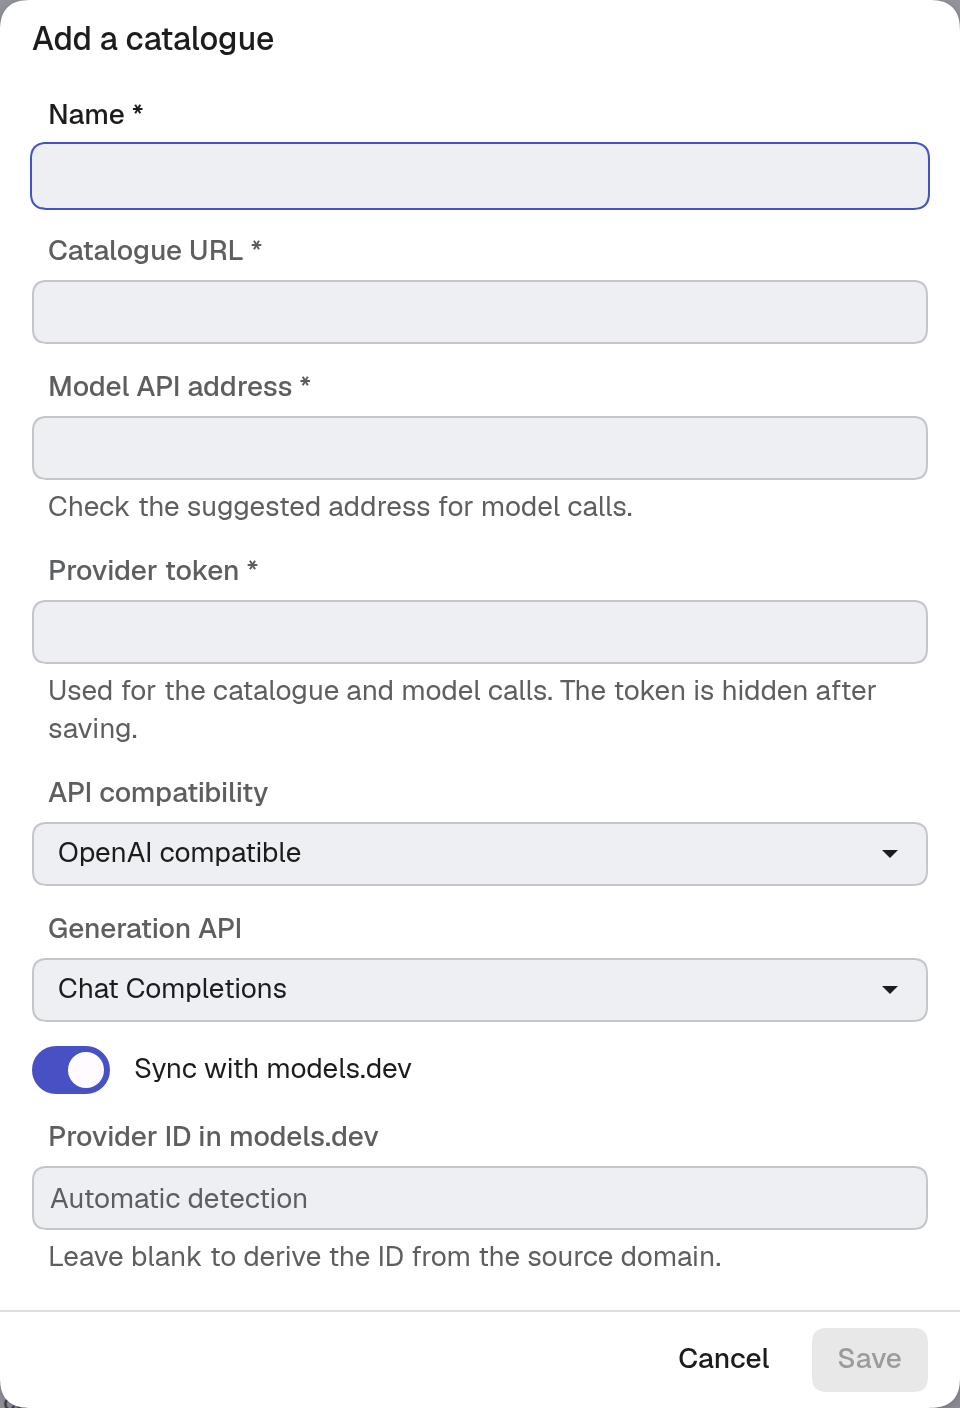 Add a catalogue
Name *
Catalogue URL *
Model API address *
Check the suggested address for model calls.
Provider token *
Used for the catalogue and model calls. The token is hidden after
saving.
API compatibility
OpenAI compatible
Generation API
Chat Completions
Sync with models.dev
Provider ID in models.dev
Automatic detection
Leave blank to derive the ID from the source domain.
Cancel
Save